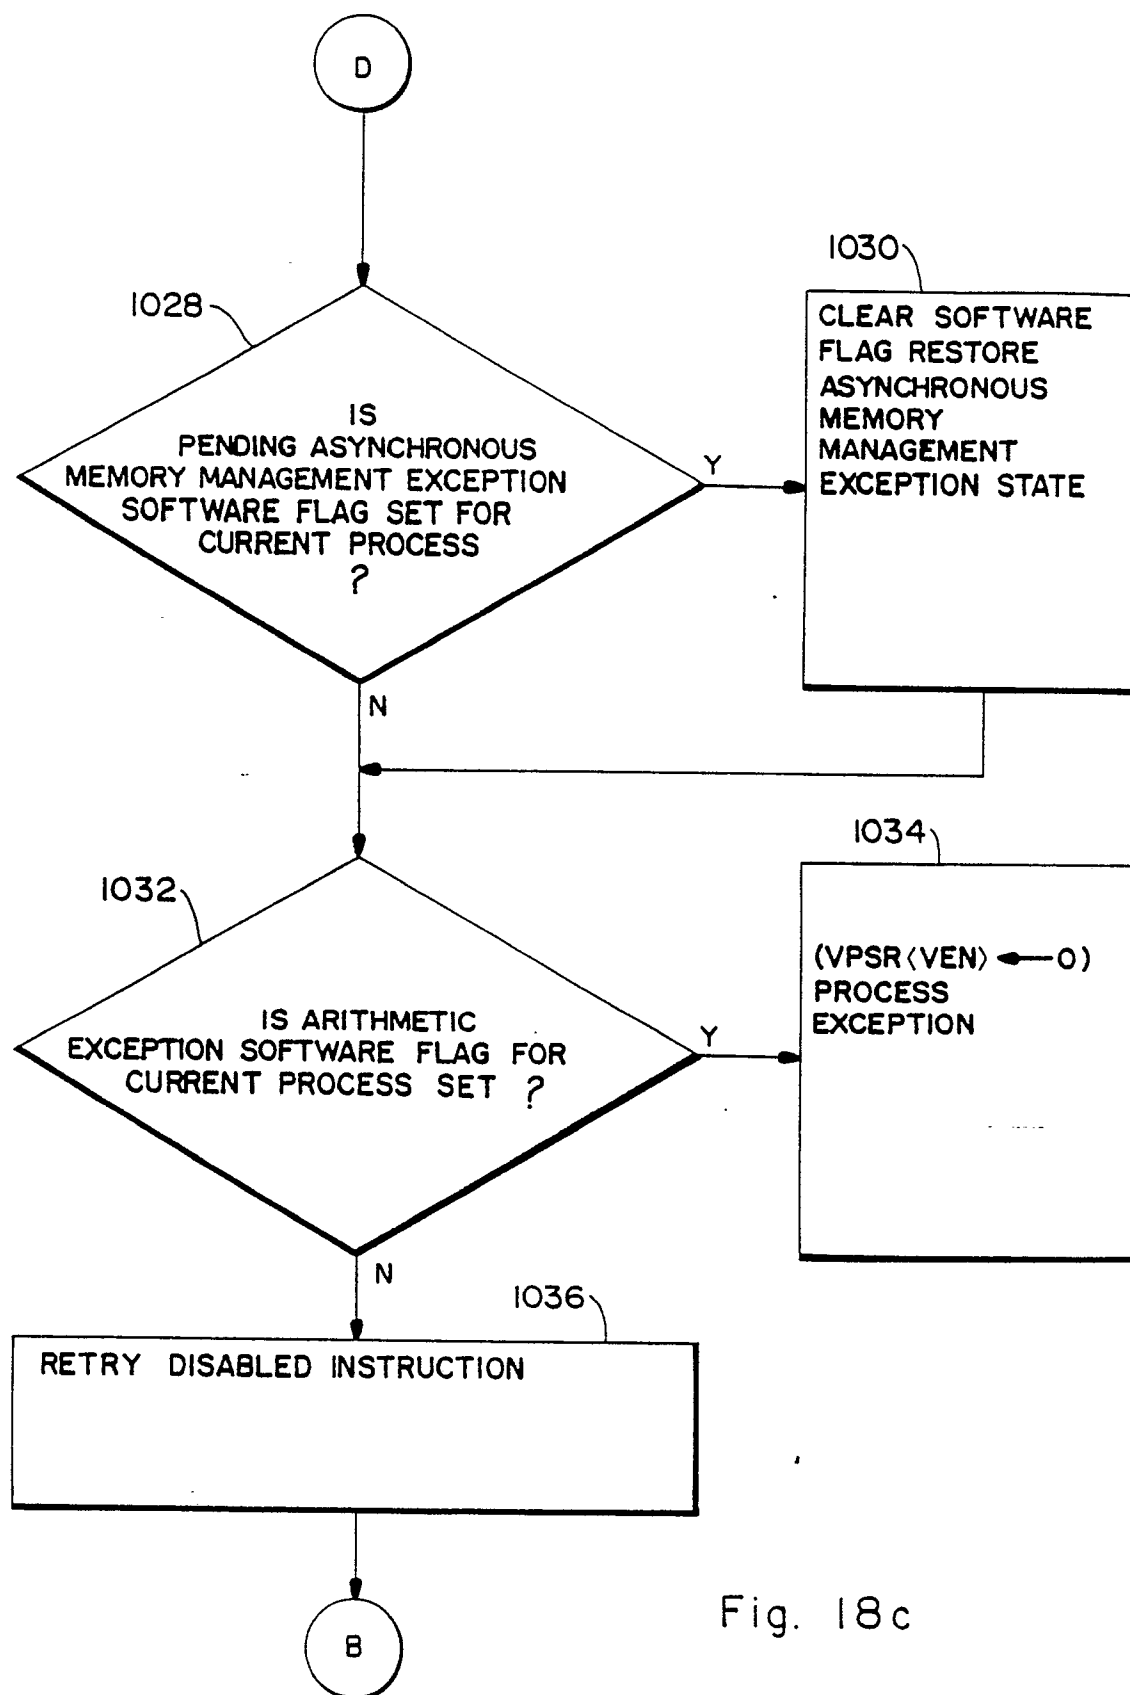 D
1028
IS
PENDING ASYNCHRONOUS
MEMORY MANAGEMENT EXCEPTION
SOFTWARE FLAG SET FOR
CURRENT PROCESS
?
Y
N
1030
CLEAR SOFTWARE
FLAG RESTORE
ASYNCHRONOUS
MEMORY
MANAGEMENT
EXCEPTION STATE
1032
IS ARITHMETIC
EXCEPTION SOFTWARE FLAG FOR
CURRENT PROCESS SET ?
Y
N
1034
(VPSR〈VEN〉 ← 0)
PROCESS
EXCEPTION
1036
RETRY DISABLED INSTRUCTION
B
Fig. 18c